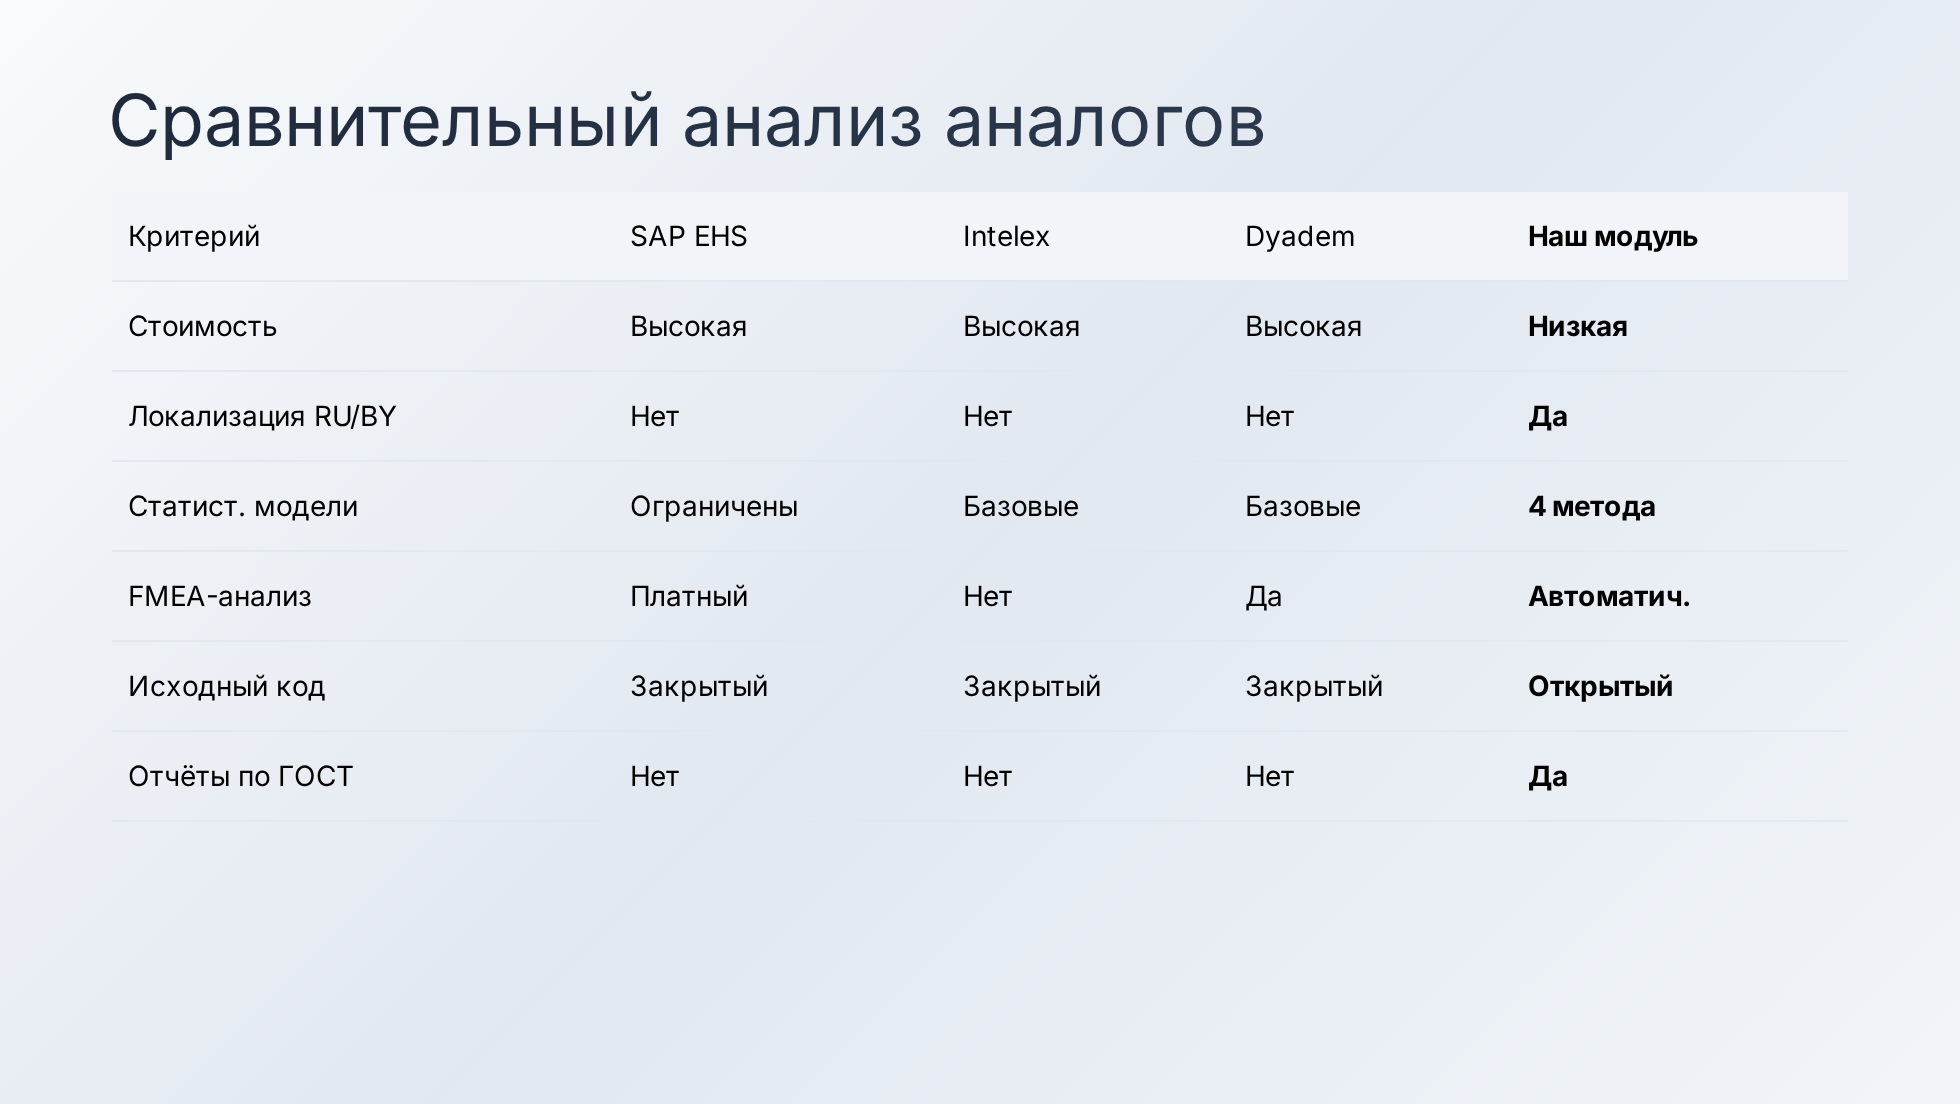 Сравнительный анализ аналогов
Критерий SAP EHS Intelex Dyadem Наш модуль
Стоимость Высокая Высокая Высокая Низкая
Локализация RU/BY Нет Нет Нет Да
Статист. модели Ограничены Базовые Базовые 4 метода
FMEA-анализ Платный Нет Да Автоматич.
Исходный код Закрытый Закрытый Закрытый Открытый
Отчёты по ГОСТ Нет Нет Нет Да